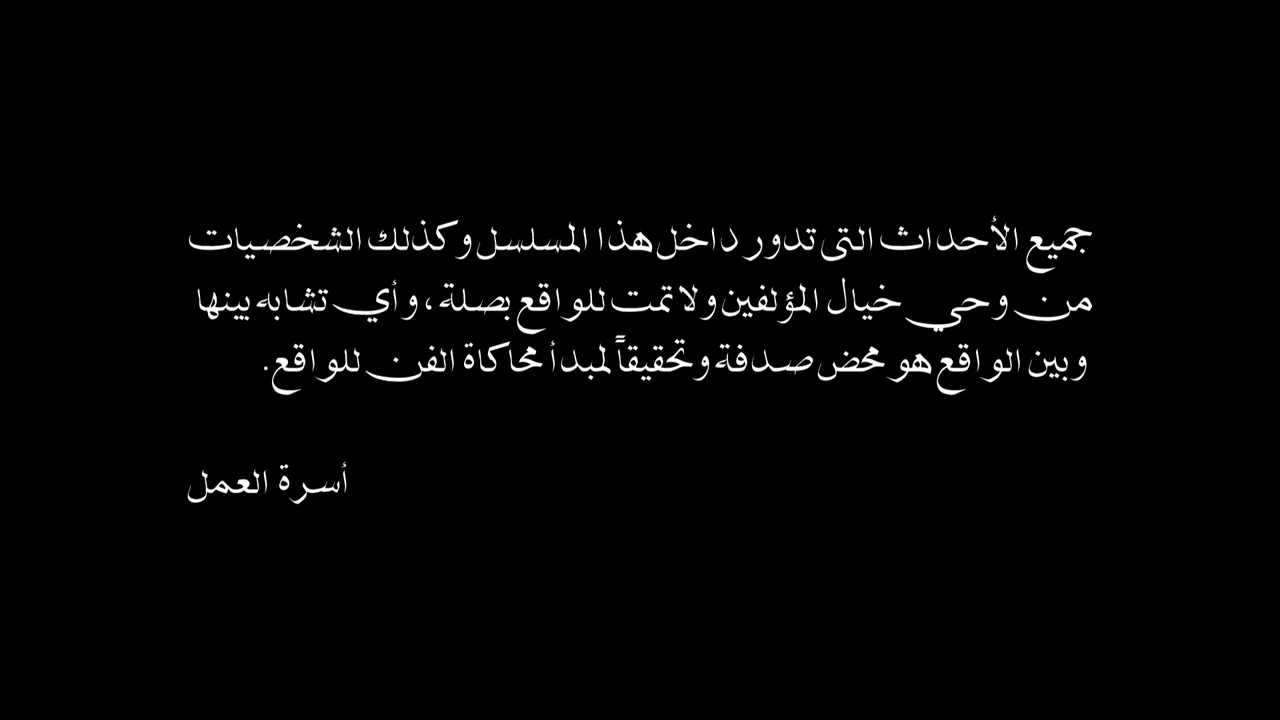 جميع الأحداث التى تدور داخل هذا المسلسل وكذلك الشخصيات
من وحي خيال المؤلفين ولا تمت للواقع بصلة، وأي تشابه بينها
وبين الواقع هو محض صدفة وتحقيقاً لمبدأ محاكاة الفن للواقع.
أسرة العمل